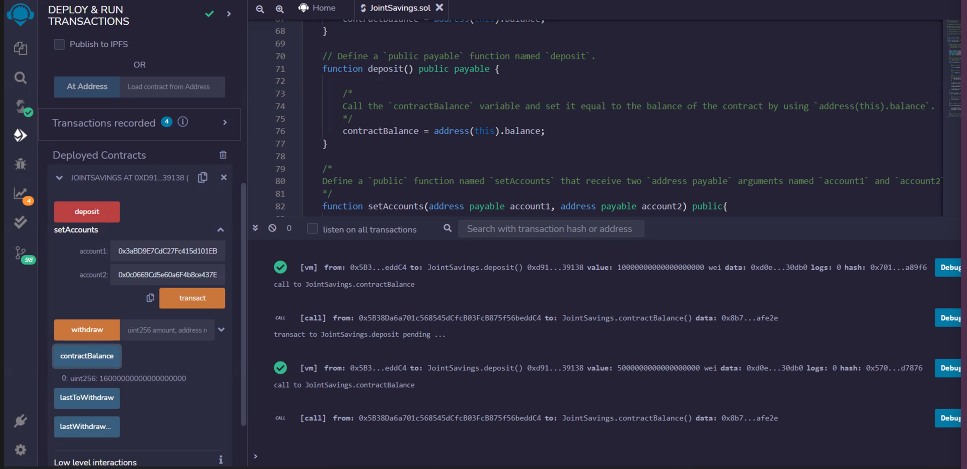 DEPLOY & RUN
TRANSACTIONS
Publish to IPFS
OR
At Address
Load contract from Address
Transactions recorded 4
Deployed Contracts
JOINTSAVINGS AT 0XD91...39138 (
deposit
setAccounts
account1: 0x3aBD9E7CdC27Fc415d101EB
account2: 0x0c0669Cd5e60a6F4b8ce437E
transact
withdraw
uint256 amount, address r
contractBalance
0: uint256: 16000000000000000000
lastToWithdraw
lastWithdraw...
Low level interactions
98
Home
JointSavings.sol
68 }
69
70 // Define a `public payable` function named `deposit`.
71 function deposit() public payable {
72
73 /*
74 Call the `contractBalance` variable and set it equal to the balance of the contract by using `address(this).balance`.
75 */
76 contractBalance = address(this).balance;
77 }
78
79 /*
80 Define a `public` function named `setAccounts` that receive two `address payable` arguments named `account1` and `account2
81 */
82 function setAccounts(address payable account1, address payable account2) public{
0
listen on all transactions
Search with transaction hash or address
[vm] from: 0x5B3...eddC4 to: JointSavings.deposit() 0xd91...39138 value: 10000000000000000000 wei data: 0xd0e...30db0 logs: 0 hash: 0x701...a89f6
Debug
call to JointSavings.contractBalance
CALL [call] from: 0x5B38Da6a701c568545dCfcB03FcB875f56beddC4 to: JointSavings.contractBalance() data: 0x8b7...afe2e
Debug
transact to JointSavings.deposit pending ...
[vm] from: 0x5B3...eddC4 to: JointSavings.deposit() 0xd91...39138 value: 5000000000000000000 wei data: 0xd0e...30db0 logs: 0 hash: 0x570...d7876
Debug
call to JointSavings.contractBalance
CALL [call] from: 0x5B38Da6a701c568545dCfcB03FcB875f56beddC4 to: JointSavings.contractBalance() data: 0x8b7...afe2e
Debug
>